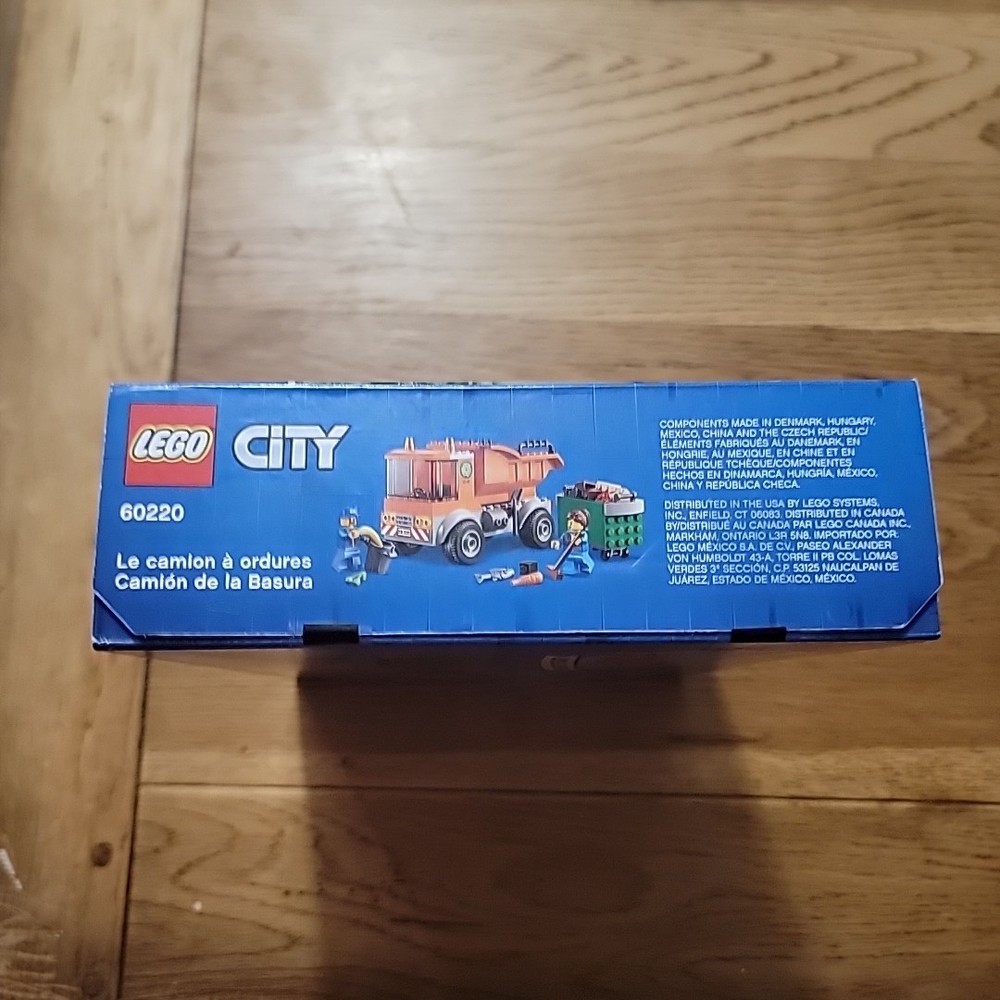 LEGO CITY
60220
Le camion à ordures
Camión de la Basura
COMPONENTS MADE IN DENMARK, HUNGARY,
MEXICO, CHINA AND THE CZECH REPUBLIC/
ÉLÉMENTS FABRIQUÉS AU DANEMARK, EN
HONGRIE, AU MEXIQUE, EN CHINE ET EN
RÉPUBLIQUE TCHÈQUE/COMPONENTES
HECHOS EN DINAMARCA, HUNGRÍA, MÉXICO,
CHINA Y REPÚBLICA CHECA.
DISTRIBUTED IN THE USA BY LEGO SYSTEMS,
INC., ENFIELD, CT 06083. DISTRIBUTED IN CANADA
BY/DISTRIBUÉ AU CANADA PAR LEGO CANADA INC.,
MARKHAM, ONTARIO L3R 5N8. IMPORTADO POR:
LEGO MÉXICO S.A. DE C.V., PASEO ALEXANDER
VON HUMBOLDT 43-A, TORRE II PR COL. LOMAS
VERDES 3ª SECCIÓN, C.P. 53125 NAUCALPAN DE
JUÁREZ, ESTADO DE MÉXICO, MÉXICO.